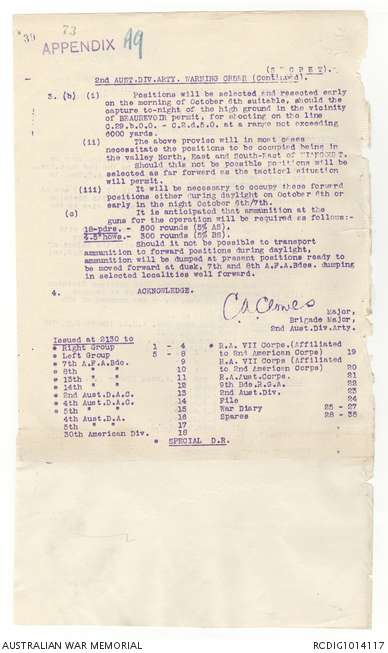 39
73
APPENDIX A9
(S E C R E T).
2nd AUST.DIV.ARTY. WARNING ORDER (Continued).
3. (b) (i) Positions will be selected and resected early
on the morning of October 6th suitable, should the
capture to-night of the high ground in the vicinity
of BEAUREVOIR permit, for shooting on the line
C.29.b.0.0. - C.2.d.5.0. at a range not exceeding
6000 yards.
(ii) The above proviso will in most cases
necessitate the positions to be occupied being in
the valley North, East and South-East of
Should this not be possible positions will be
selected as far forward as the tactical situation
will permit.
(iii) It will be necessary to occupy these forward
positions either during daylight on October 6th or
early in the night October 6th/7th.
(c) It is anticipated that ammunition at the
guns for the operation will be required as follows:-
18-pdrs. - 500 rounds (5% AS).
4.5" hows. - 300 rounds (5% BS).
Should it not be possible to transport
ammunition to forward positions during daylight,
ammunition will be dumped at present positions ready to
be moved forward at dusk, 7th and 8th A.F.A.Bdes. dumping
in selected localities well forward.
4. ACKNOWLEDGE.
Major,
Brigade Major,
2nd Aust.Div.Arty.
Issued at 2130 to
* Right Group 1 - 4
* Left Group 5 - 8
* 7th A.F.A.Bde. 9
* 8th " " 10
* 13th " " 11
* 14th " " 12
* 2nd Aust.D.A.C. 13
* 4th Aust.D.A.C. 14
* 5th " " 15
4th Aust.D.A. 16
5th " " 17
30th American Div. 18
* R.A. VII Corps.(Affiliated
to 2nd American Corps) 19
H.A. VII Corps (Affiliated
to 2nd American Corps) 20
R.A.Aust.Corps. 21
9th Bde.R.G.A. 22
2nd Aust.Div. 23
File 24
War Diary 25 - 27
Spares 28 - 35
* SPECIAL D.R.
AUSTRALIAN WAR MEMORIAL
RCDIG1014117